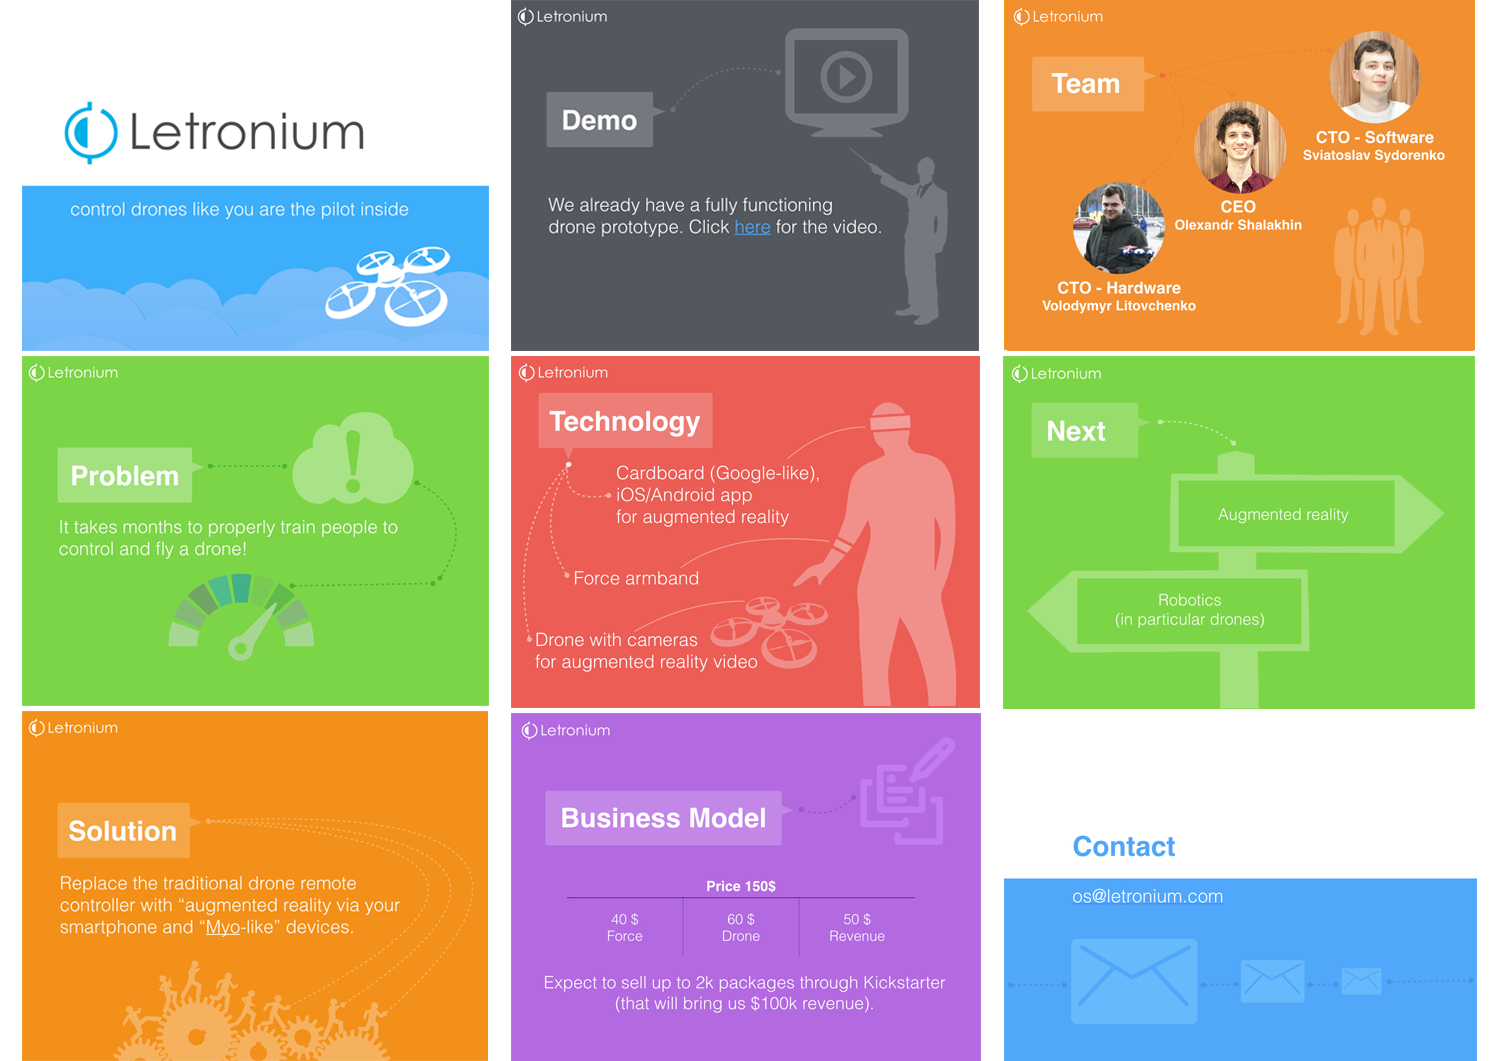 Letronium
control drones like you are the pilot inside
Letronium
Problem
It takes months to properly train people to
control and fly a drone!
Letronium
Solution
Replace the traditional drone remote
controller with “augmented reality via your
smartphone and “Myo-like” devices.
Letronium
Demo
We already have a fully functioning
drone prototype. Click here for the video.
Letronium
Technology
Cardboard (Google-like),
iOS/Android app
for augmented reality
Force armband
Drone with cameras
for augmented reality video
Letronium
Business Model
Price 150$
40 $
Force
60 $
Drone
50 $
Revenue
Expect to sell up to 2k packages through Kickstarter
(that will bring us $100k revenue).
Letronium
Team
CTO - Software
Sviatoslav Sydorenko
CEO
Olexandr Shalakhin
CTO - Hardware
Volodymyr Litovchenko
Letronium
Next
Augmented reality
Robotics
(in particular drones)
Contact
os@letronium.com